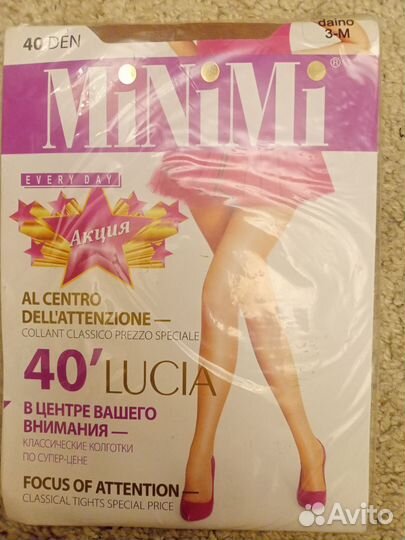 40 DEN
daino
3-M
MiNiMi®
EVERY DAY
Акция
AL CENTRO
DELL'ATTENZIONE —
COLLANT CLASSICO PREZZO SPECIALE
40' LUCIA
В ЦЕНТРЕ ВАШЕГО
ВНИМАНИЯ —
КЛАССИЧЕСКИЕ КОЛГОТКИ
ПО СУПЕР-ЦЕНЕ
FOCUS OF ATTENTION —
CLASSICAL TIGHTS SPECIAL PRICE
Avito